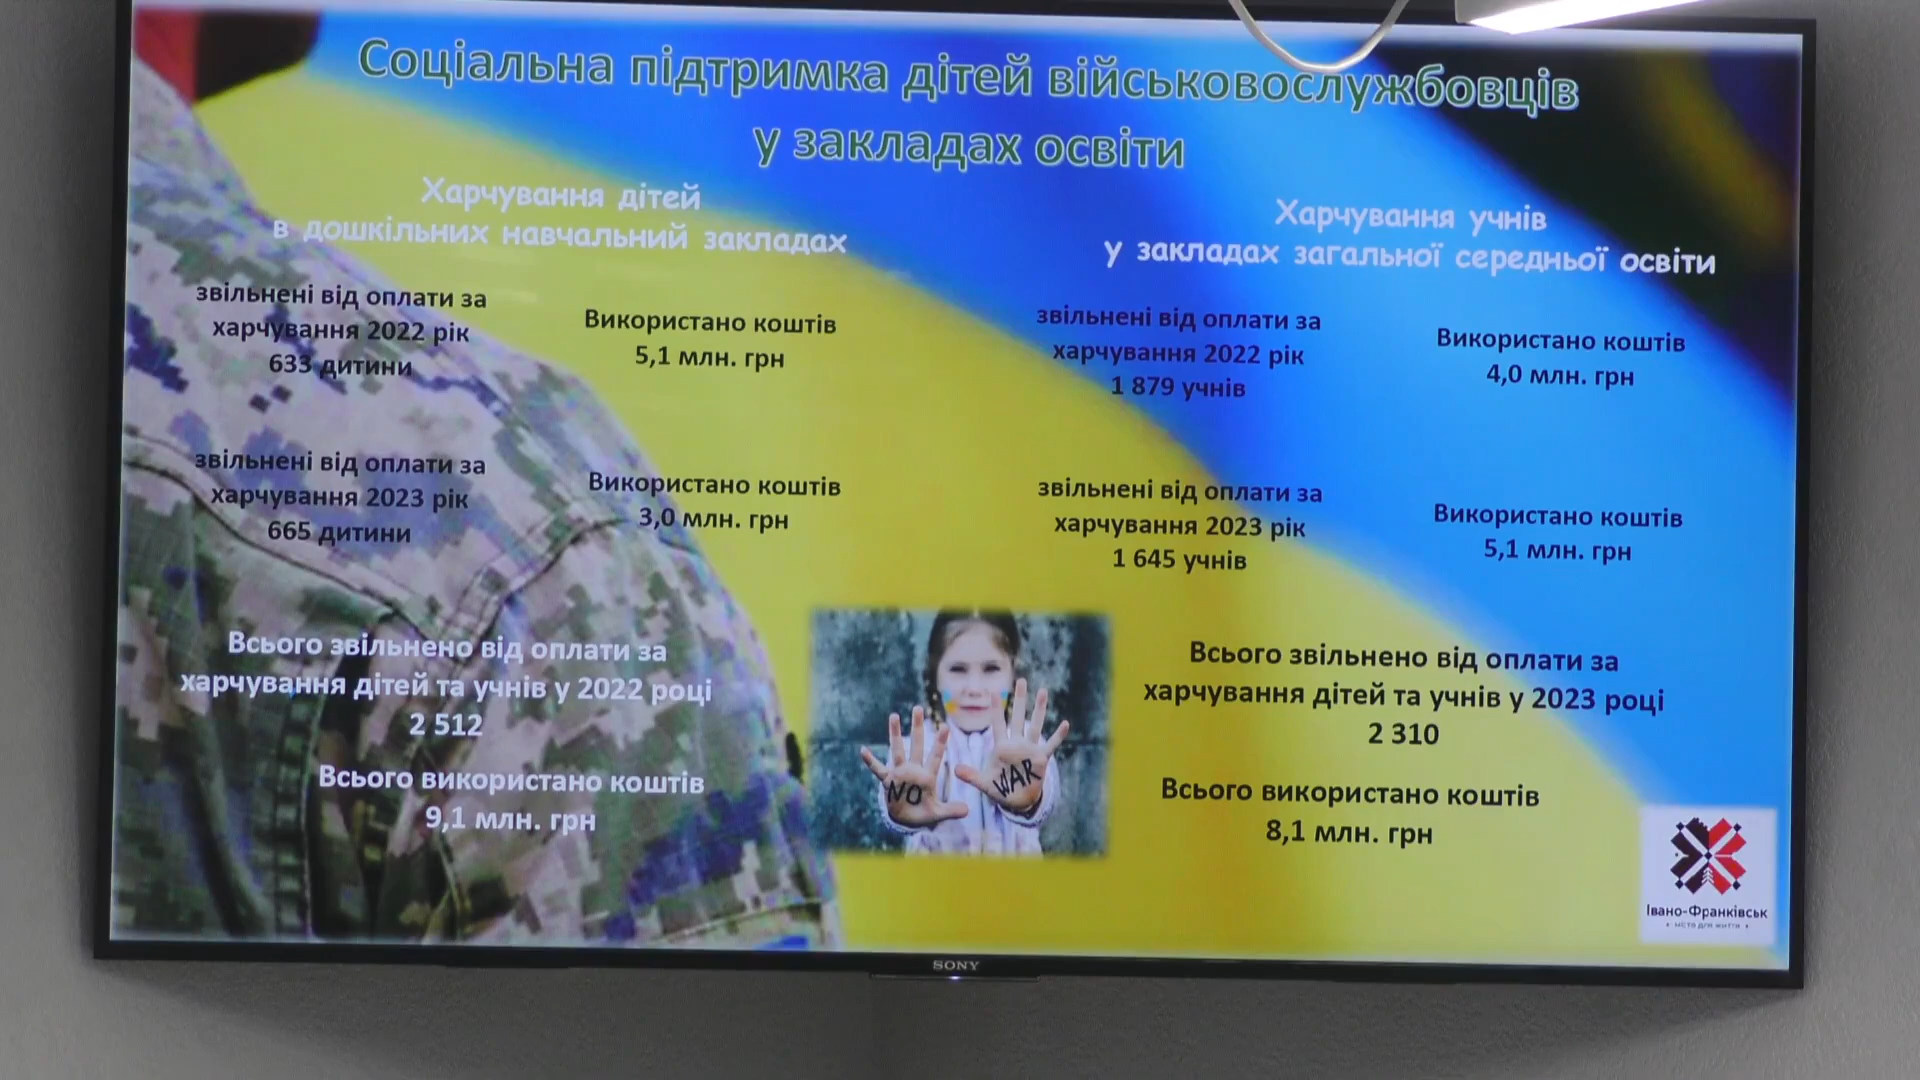 Соціальна підтримка дітей військовослужбовців
у закладах освіти
Харчування дітей
в дошкільних навчальний закладах
звільнені від оплати за
харчування 2022 рік
633 дитини
Використано коштів
5,1 млн. грн
звільнені від оплати за
харчування 2023 рік
665 дитини
Використано коштів
3,0 млн. грн
Харчування учнів
у закладах загальної середньої освіти
звільнені від оплати за
харчування 2022 рік
1 879 учнів
Використано коштів
4,0 млн. грн
звільнені від оплати за
харчування 2023 рік
1 645 учнів
Використано коштів
5,1 млн. грн
Всього звільнено від оплати за
харчування дітей та учнів у 2022 році
2 512
Всього використано коштів
9,1 млн. грн
NO WAR
Всього звільнено від оплати за
харчування дітей та учнів у 2023 році
2 310
Всього використано коштів
8,1 млн. грн
Івано-Франківськ
• місто для життя •
SONY